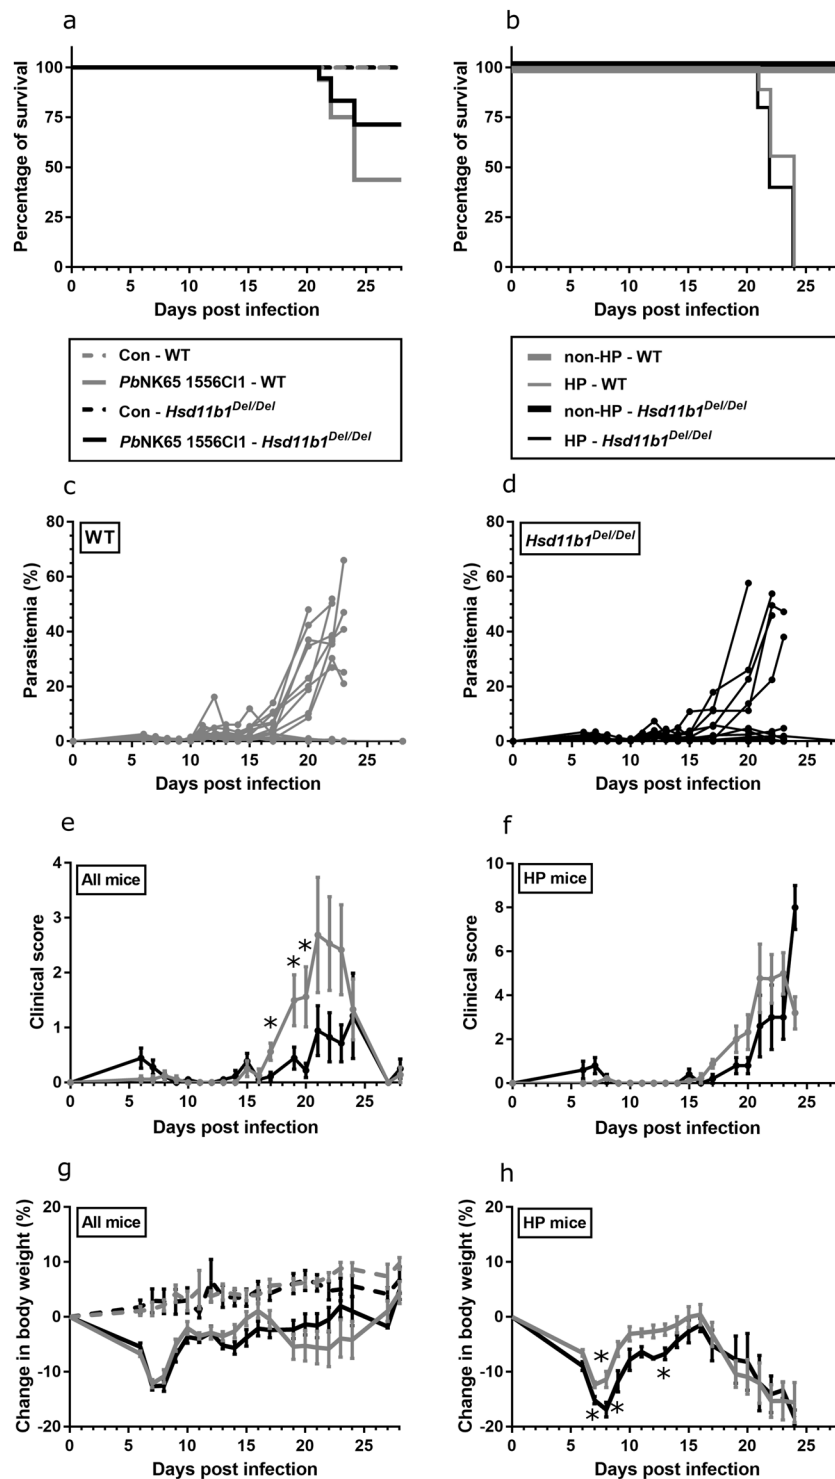 a
b
Percentage of survival
100
75
50
25
0
0 5 10 15 20 25
Days post infection
Percentage of survival
100
75
50
25
0
0 5 10 15 20 25
Days post infection
Con - WT
PbNK65 1556Cl1 - WT
Con - Hsd11b1Del/Del
PbNK65 1556Cl1 - Hsd11b1Del/Del
non-HP - WT
HP - WT
non-HP - Hsd11b1Del/Del
HP - Hsd11b1Del/Del
c
d
WT
Parasitemia (%)
80
60
40
20
0
0 5 10 15 20 25
Days post infection
Hsd11b1Del/Del
Parasitemia (%)
80
60
40
20
0
0 5 10 15 20 25
Days post infection
e
f
All mice
Clinical score
4
3
2
1
0
* * *
0 5 10 15 20 25
Days post infection
HP mice
Clinical score
10
8
6
4
2
0
0 5 10 15 20 25
Days post infection
g
h
All mice
Change in body weight (%)
20
10
0
-10
-20
0 5 10 15 20 25
Days post infection
HP mice
Change in body weight (%)
20
10
0
-10
-20
* * * *
0 5 10 15 20 25
Days post infection